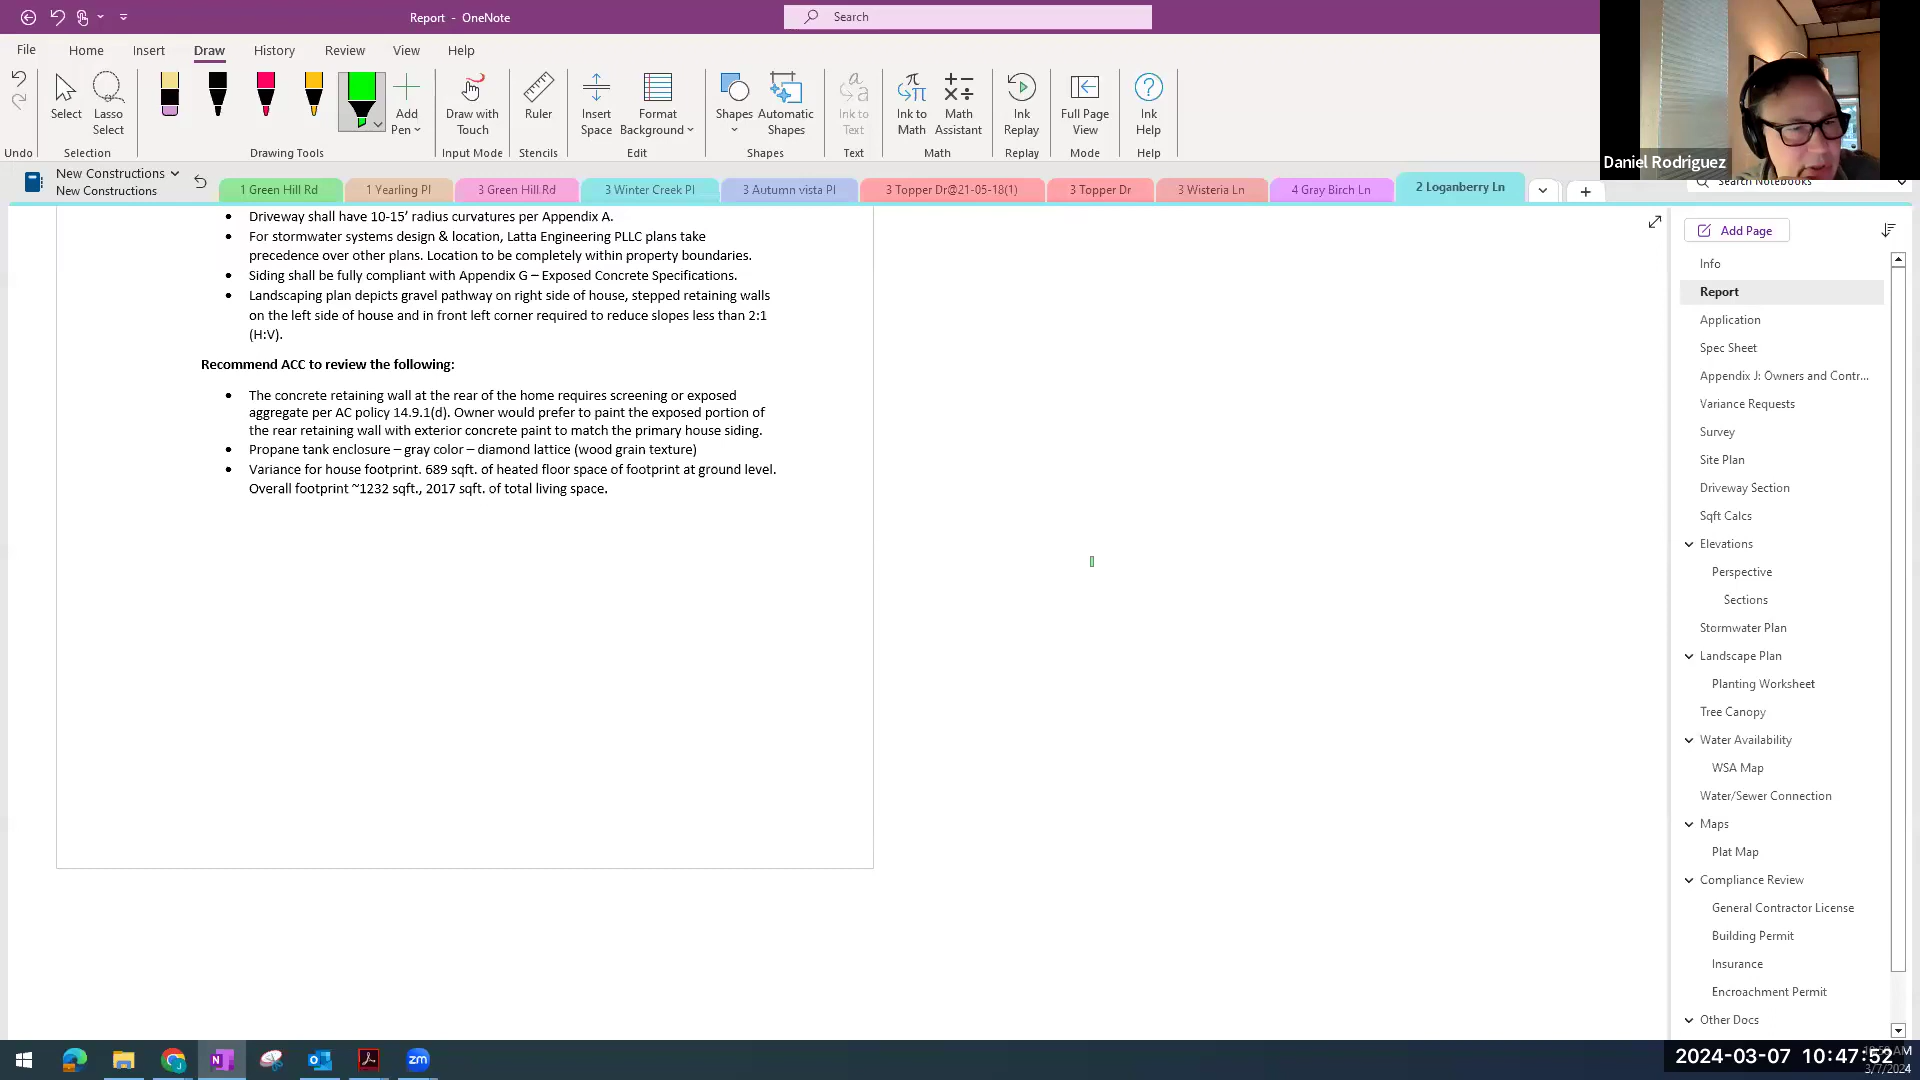 Report - OneNote
Search
Daniel Rodriguez
File
Home
Insert
Draw
History
Review
View
Help
Undo
Select
Lasso
Select
Selection
Drawing Tools
Add
Pen
Draw with
Touch
Input Mode
Ruler
Stencils
Insert
Space
Format
Background
Edit
Shapes
Automatic
Shapes
Shapes
Ink to
Text
Text
Ink to
Math
Math
Assistant
Math
Ink
Replay
Replay
Full Page
View
Mode
Ink
Help
Help
New Constructions
New Constructions
1 Green Hill Rd
1 Yearling Pl
3 Green Hill Rd
3 Winter Creek Pl
3 Autumn vista Pl
3 Topper Dr@21-05-18(1)
3 Topper Dr
3 Wisteria Ln
4 Gray Birch Ln
2 Loganberry Ln
Search Notebooks
• Driveway shall have 10-15’ radius curvatures per Appendix A.
• For stormwater systems design & location, Latta Engineering PLLC plans take
precedence over other plans. Location to be completely within property boundaries.
• Siding shall be fully compliant with Appendix G – Exposed Concrete Specifications.
• Landscaping plan depicts gravel pathway on right side of house, stepped retaining walls
on the left side of house and in front left corner required to reduce slopes less than 2:1
(H:V).
Recommend ACC to review the following:
• The concrete retaining wall at the rear of the home requires screening or exposed
aggregate per AC policy 14.9.1(d). Owner would prefer to paint the exposed portion of
the rear retaining wall with exterior concrete paint to match the primary house siding.
• Propane tank enclosure – gray color – diamond lattice (wood grain texture)
• Variance for house footprint. 689 sqft. of heated floor space of footprint at ground level.
Overall footprint ~1232 sqft., 2017 sqft. of total living space.
Add Page
Info
Report
Application
Spec Sheet
Appendix J: Owners and Contr...
Variance Requests
Survey
Site Plan
Driveway Section
Sqft Calcs
Elevations
Perspective
Sections
Stormwater Plan
Landscape Plan
Planting Worksheet
Tree Canopy
Water Availability
WSA Map
Water/Sewer Connection
Maps
Plat Map
Compliance Review
General Contractor License
Building Permit
Insurance
Encroachment Permit
Other Docs
2024-03-07 10:47:52
3/7/2024